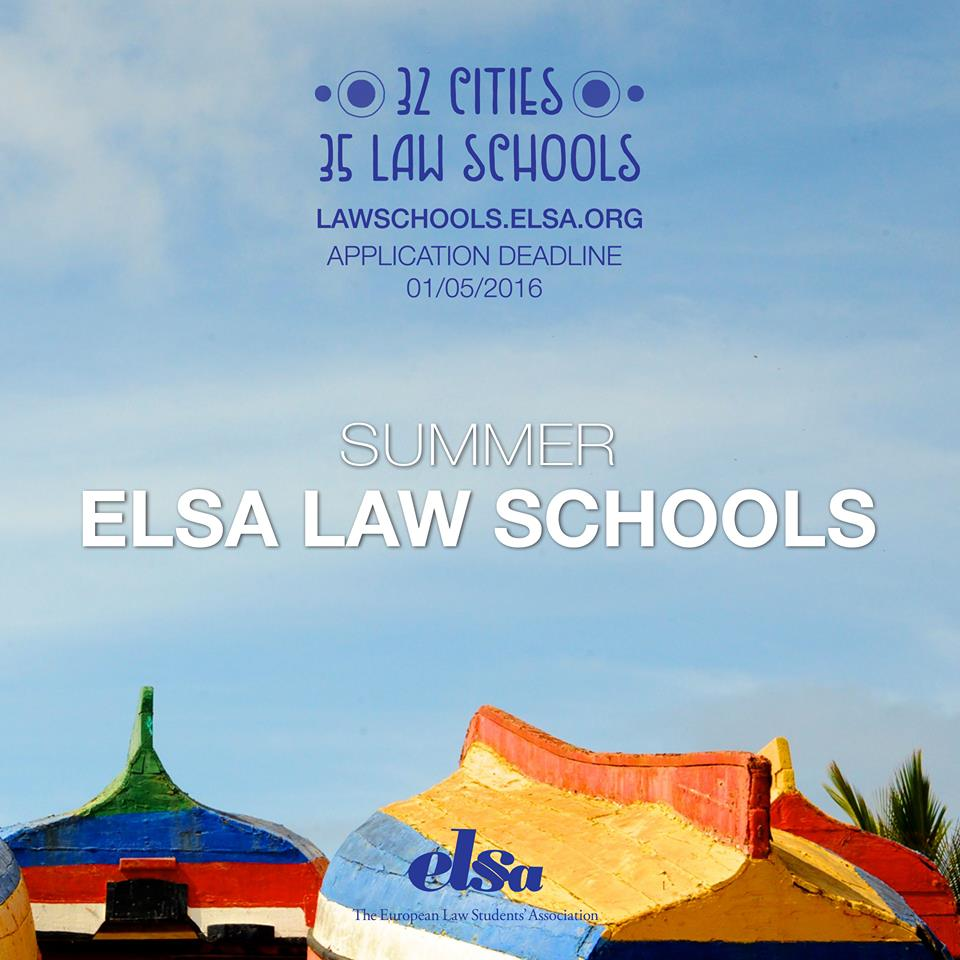 32 CITIES
35 LAW SCHOOLS
LAWSCHOOLS.ELSA.ORG
APPLICATION DEADLINE
01/05/2016
SUMMER
ELSA LAW SCHOOLS
elsa
The European Law Students' Association